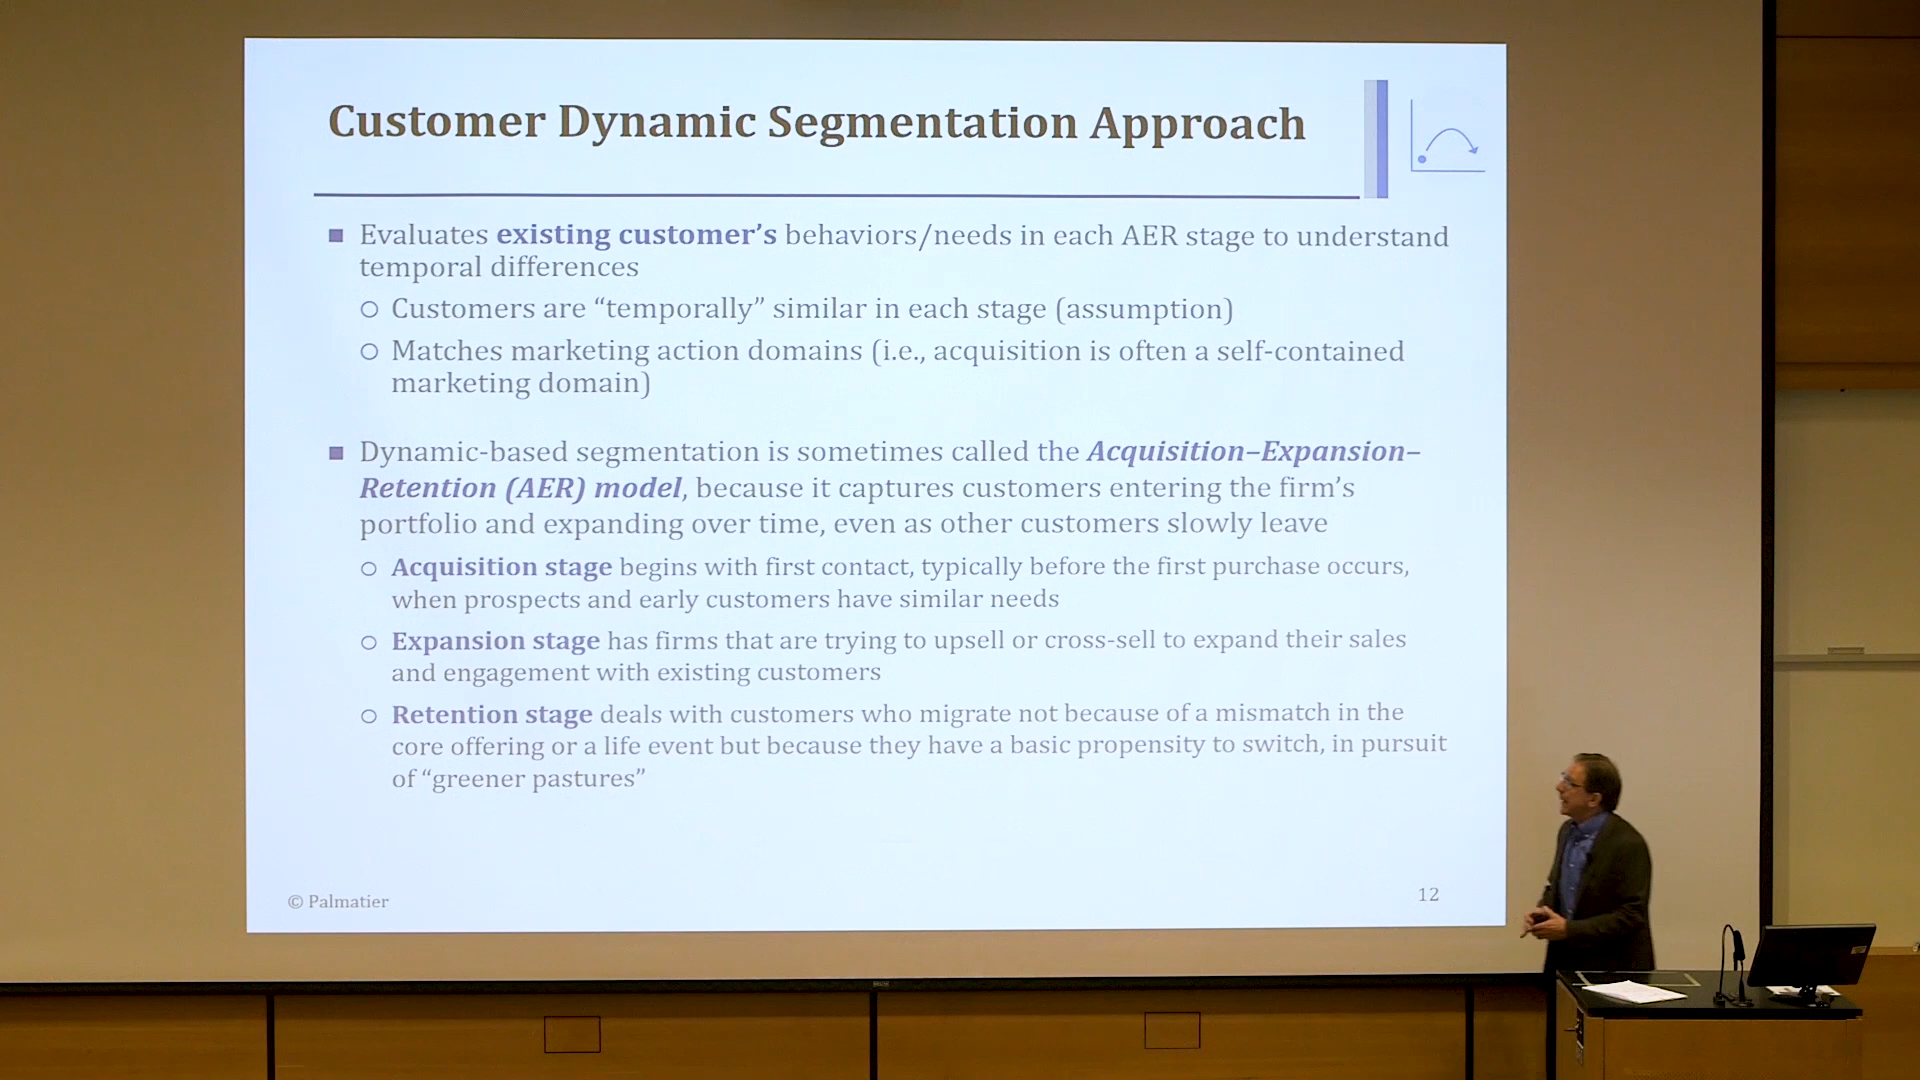 Customer Dynamic Segmentation Approach
■ Evaluates existing customer’s behaviors/needs in each AER stage to understand
temporal differences
○ Customers are “temporally” similar in each stage (assumption)
○ Matches marketing action domains (i.e., acquisition is often a self-contained
marketing domain)
■ Dynamic-based segmentation is sometimes called the Acquisition–Expansion–
Retention (AER) model, because it captures customers entering the firm’s
portfolio and expanding over time, even as other customers slowly leave
○ Acquisition stage begins with first contact, typically before the first purchase occurs,
when prospects and early customers have similar needs
○ Expansion stage has firms that are trying to upsell or cross-sell to expand their sales
and engagement with existing customers
○ Retention stage deals with customers who migrate not because of a mismatch in the
core offering or a life event but because they have a basic propensity to switch, in pursuit
of “greener pastures”
© Palmatier
12